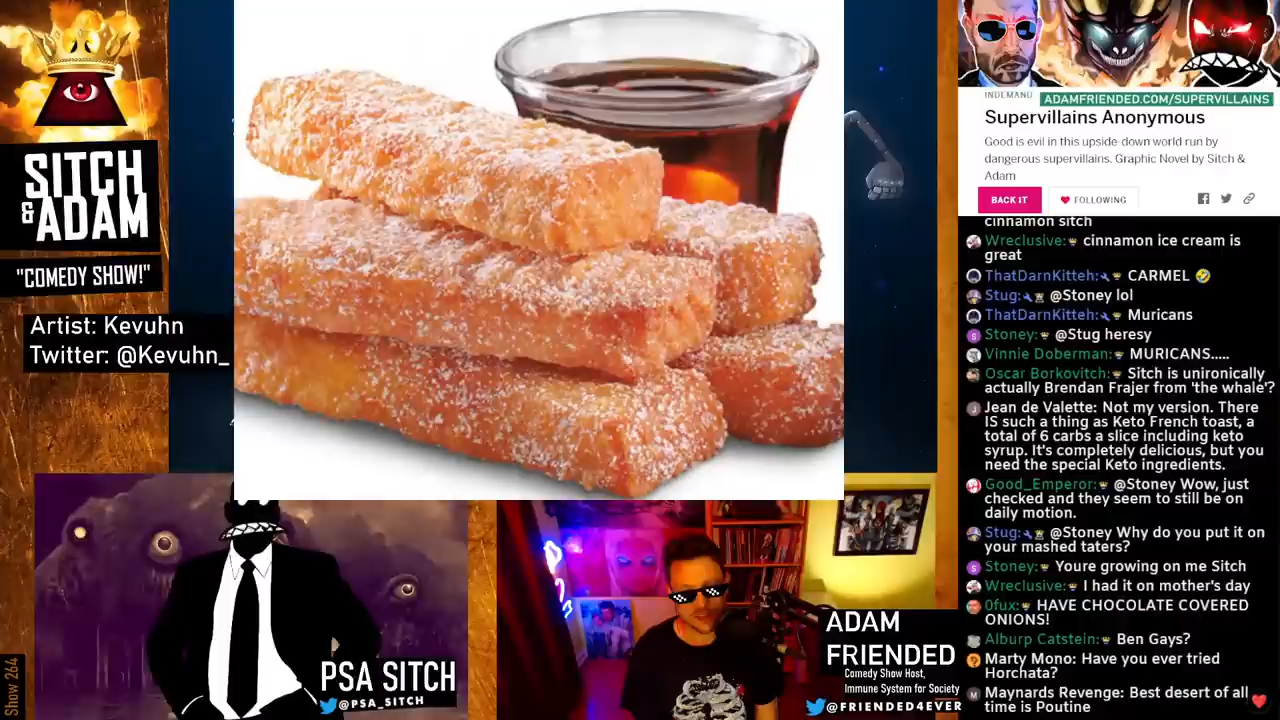 SITCH
& ADAM
"COMEDY SHOW!"
Artist: Kevuhn
Twitter: @Kevuhn_
Show 264
PSA SITCH
@PSA_SITCH
ADAM
FRIENDED
Comedy Show Host,
Immune System for Society
@FRIENDED4EVER
INDEMAND
ADAMFRIENDED.COM/SUPERVILLAINS
Supervillains Anonymous
Good is evil in this upside-down world run by
dangerous supervillains. Graphic Novel by Sitch &
Adam
BACK IT
FOLLOWING
cinnamon sitch
Wreclusive: cinnamon ice cream is
great
ThatDarnKitteh: CARMEL 🤣
Stug: @Stoney lol
ThatDarnKitteh: Muricans
Stoney: @Stug heresy
Vinnie Doberman: MURICANS.....
Oscar Borkovitch: Sitch is unironically
actually Brendan Frajer from 'the whale'?
Jean de Valette: Not my version. There
IS such a thing as Keto French toast, a
total of 6 carbs a slice including keto
syrup. It's completely delicious, but you
need the special Keto ingredients.
Good_Emperor: @Stoney Wow, just
checked and they seem to still be on
daily motion.
Stug: @Stoney Why do you put it on
your mashed taters?
Stoney: Youre growing on me Sitch
Wreclusive: I had it on mother's day
0fux: HAVE CHOCOLATE COVERED
ONIONS!
Alburp Catstein: Ben Gays?
Marty Mono: Have you ever tried
Horchata?
Maynards Revenge: Best desert of all
time is Poutine